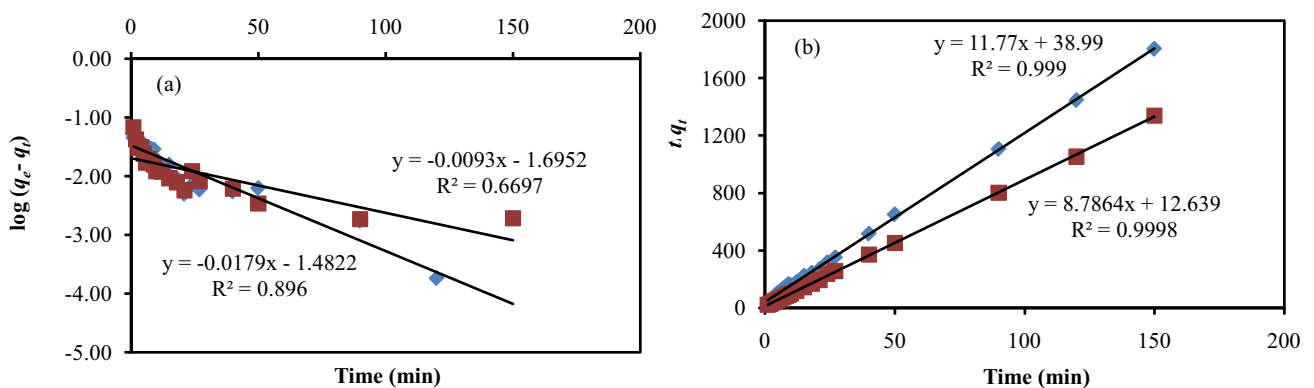 0 50 100 150 200
0.00
-1.00
-2.00
-3.00
-4.00
-5.00
(a)
y = -0.0093x - 1.6952
R² = 0.6697
y = -0.0179x - 1.4822
R² = 0.896
log (qe - qt)
Time (min)
2000
1600
1200
800
400
0
(b)
y = 11.77x + 38.99
R² = 0.999
y = 8.7864x + 12.639
R² = 0.9998
0 50 100 150 200
Time (min)